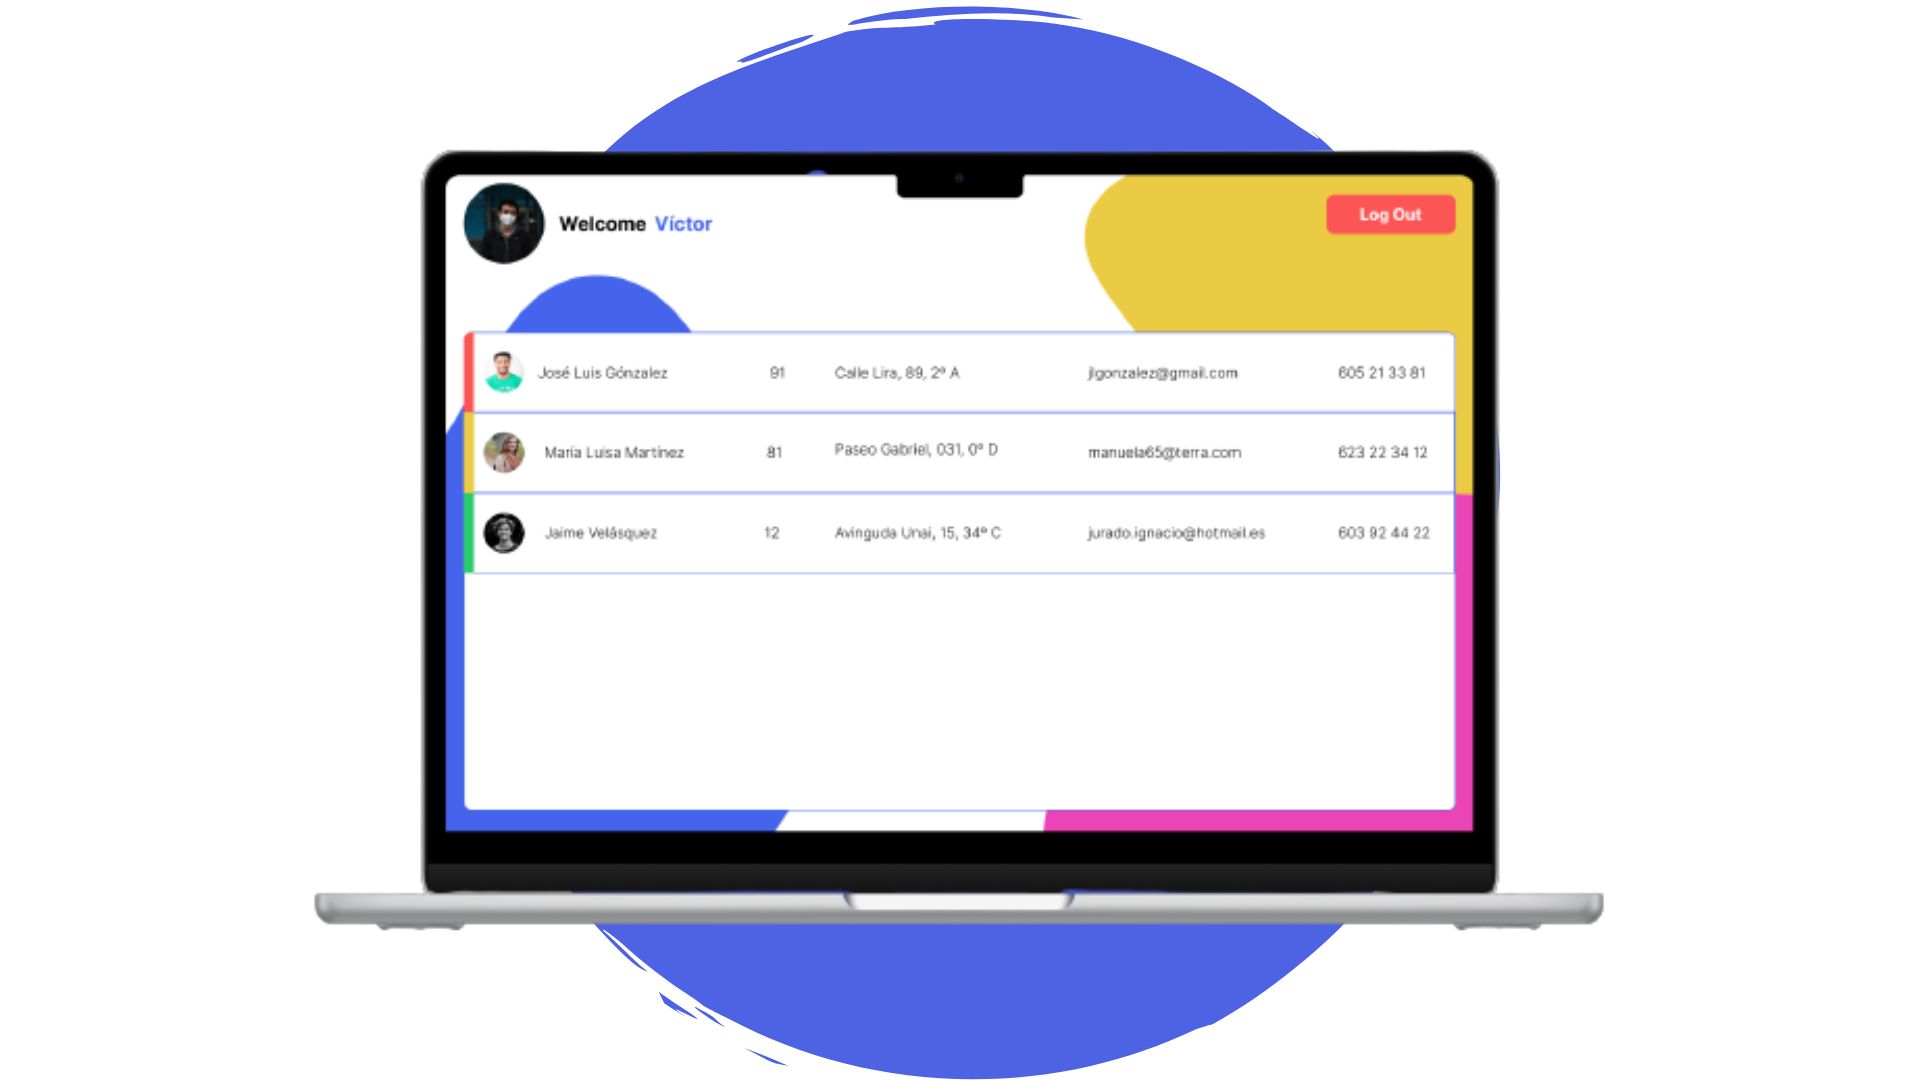 Welcome Víctor
Log Out
José Luis Gónzalez 91 Calle Lira, 89, 2º A jlgonzalez@gmail.com 605 21 33 81
María Luisa Martínez 81 Paseo Gabriel, 031, 0º D manuela65@terra.com 623 22 34 12
Jaime Velásquez 12 Avinguda Unai, 15, 34º C jurado.ignacio@hotmail.es 603 92 44 22